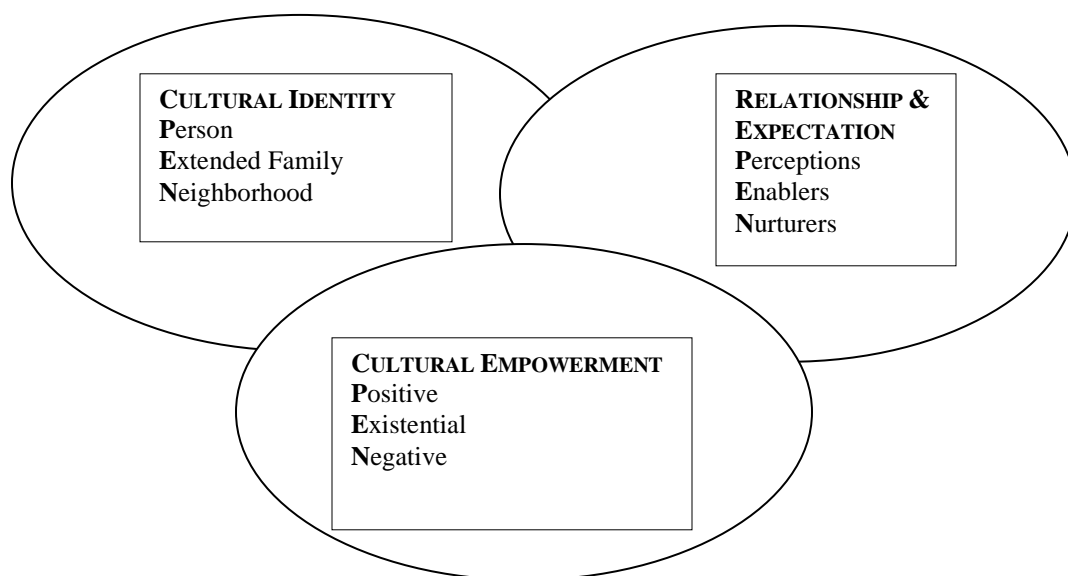 CULTURAL IDENTITY
Person
Extended Family
Neighborhood
RELATIONSHIP &
EXPECTATION
Perceptions
Enablers
Nurturers
CULTURAL EMPOWERMENT
Positive
Existential
Negative